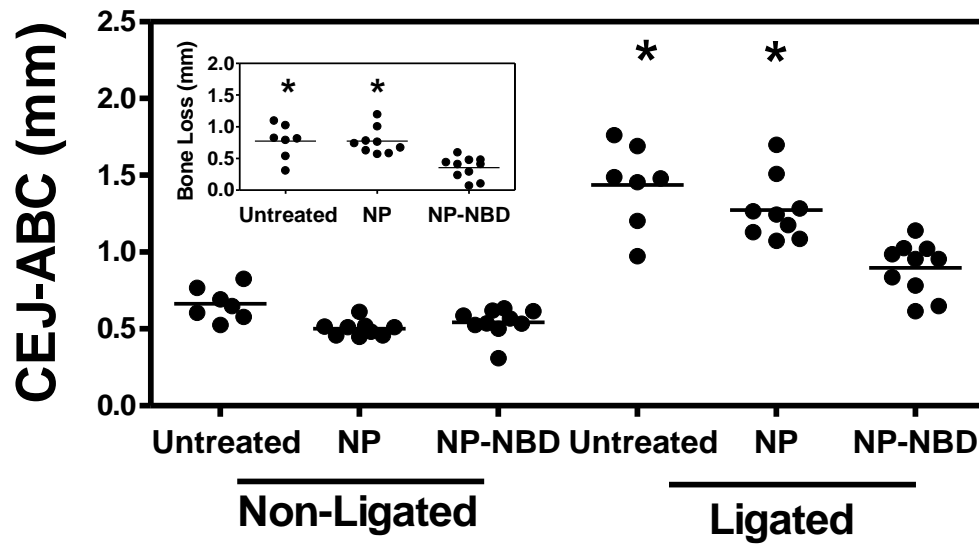 CEJ-ABC (mm)
2.5
2.0
1.5
1.0
0.5
0.0
Bone Loss (mm)
2.0
1.5
1.0
0.5
0.0
* *
Untreated NP NP-NBD
* *
Untreated NP NP-NBD Untreated NP NP-NBD
Non-Ligated Ligated